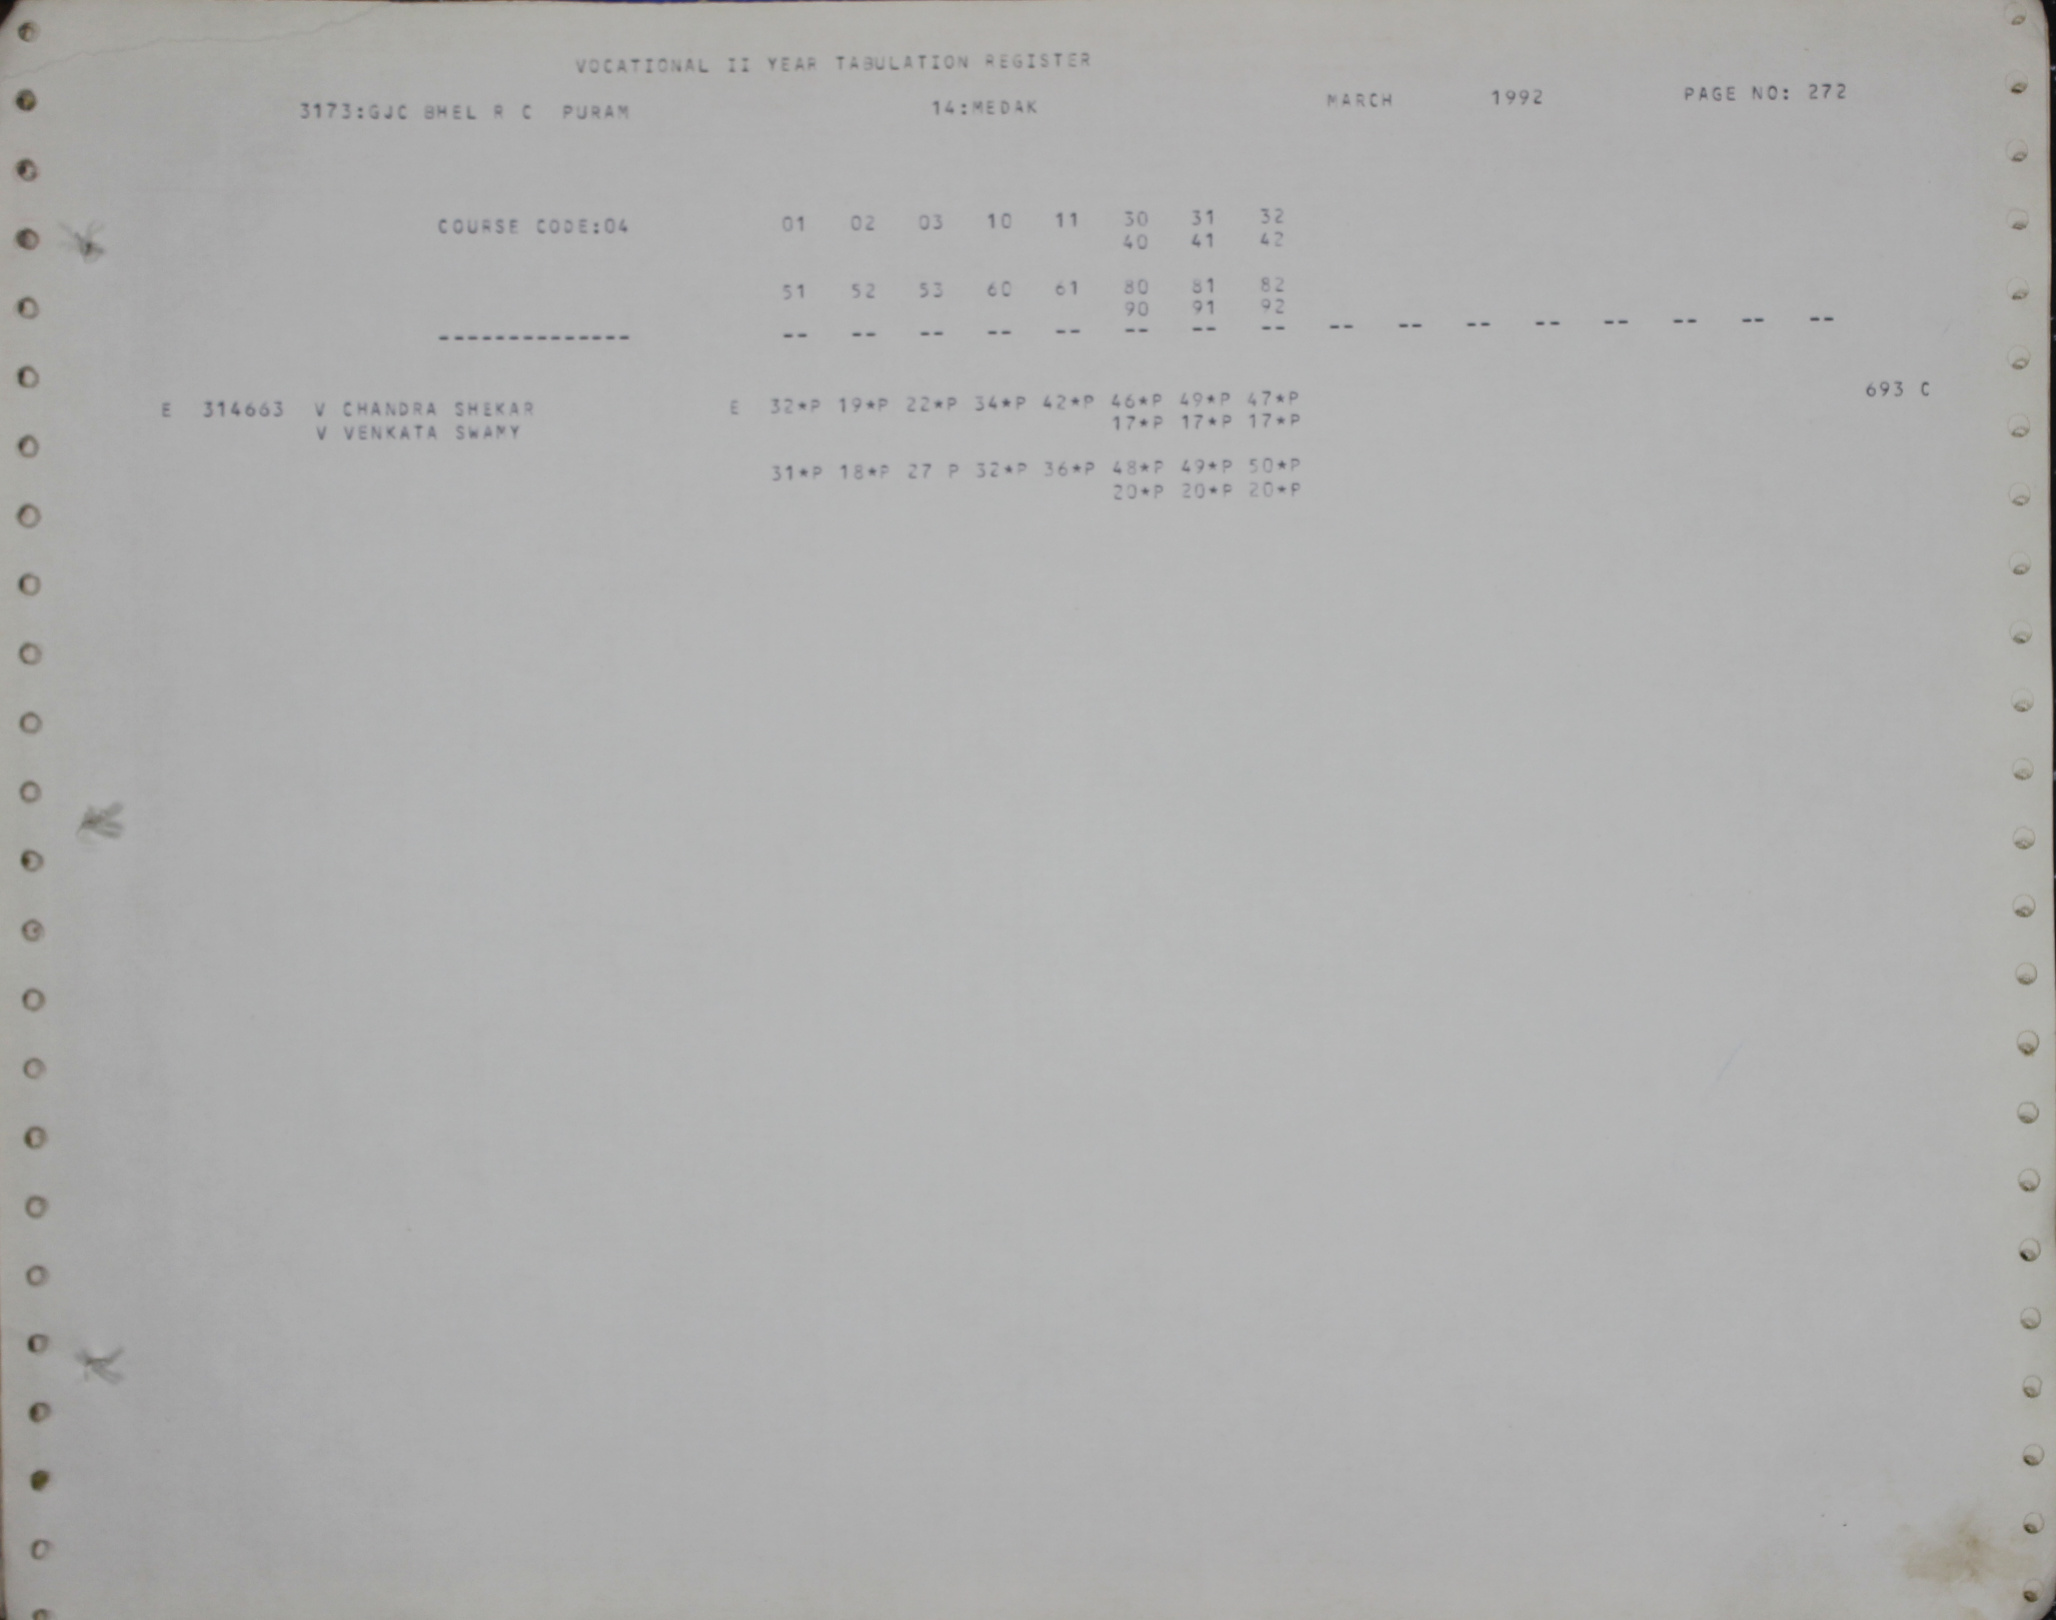 VOCATIONAL II YEAR TABULATION REGISTER
3173:GJC BHEL R C PURAM 14:MEDAK MARCH 1992 PAGE NO: 272
COURSE CODE:04 01 02 03 10 11 30 31 32
40 41 42
51 52 53 60 61 80 81 82
90 91 92
-------------- -- -- -- -- -- -- -- -- -- -- -- -- -- -- -- --
E 314663 V CHANDRA SHEKAR E 32*P 19*P 22*P 34*P 42*P 46*P 49*P 47*P 693 C
V VENKATA SWAMY 17*P 17*P 17*P
31*P 18*P 27 P 32*P 36*P 48*P 49*P 50*P
20*P 20*P 20*P